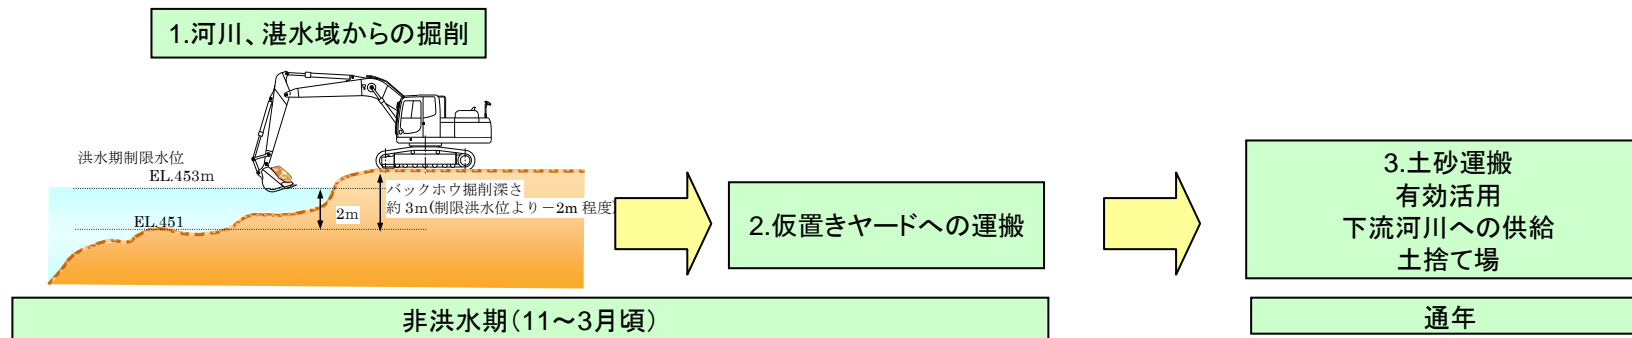 1.河川、湛水域からの掘削
洪水期制限水位
EL.453m
EL.451
2m
バックホウ掘削深さ
約3m(制限洪水位より－2m程度)
2.仮置きヤードへの運搬
3.土砂運搬
有効活用
下流河川への供給
土捨て場
非洪水期(11～3月頃)
通年